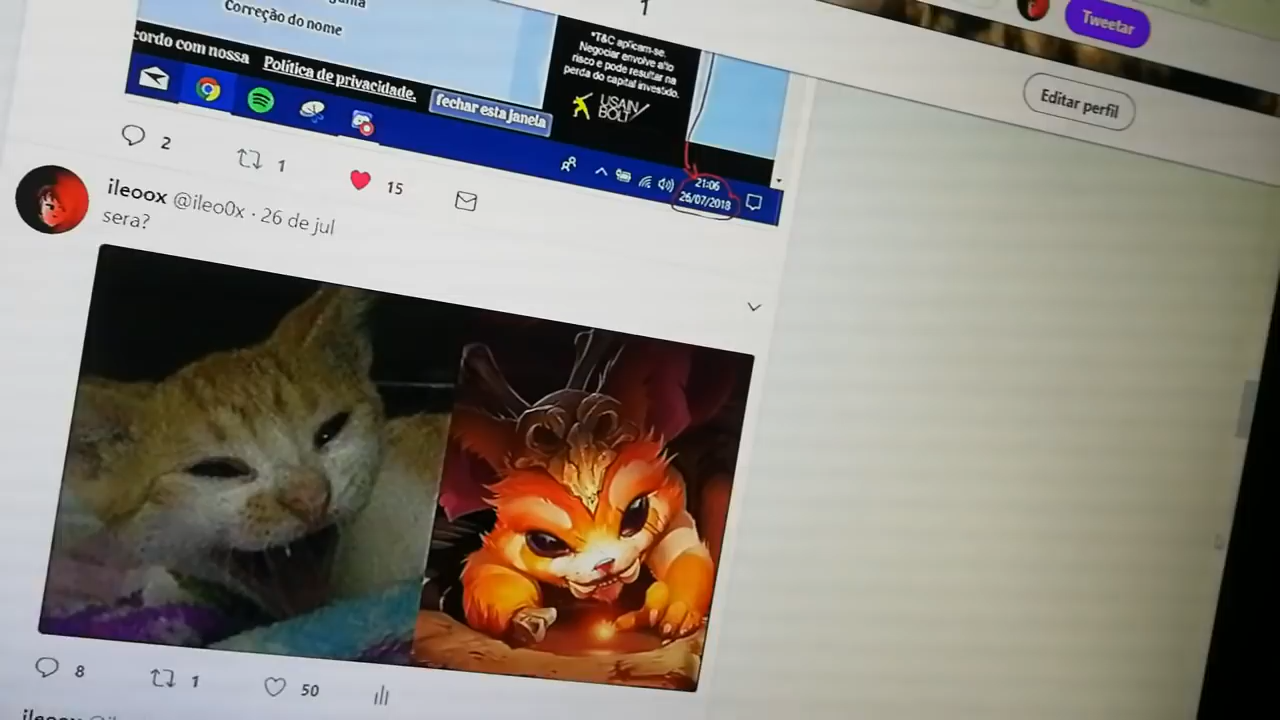 1
Tweetar
Editar perfil
Correção do nome
cordo com nossa Política de privacidade.
fechar esta janela
*T&C aplicam-se.
Negociar envolve alto
risco e pode resultar na
perda do capital investido.
USAIN
BOLT
21:06
26/07/2018
2
1
15
ileoox @ileo0x · 26 de jul
sera?
8
1
50
ileoox